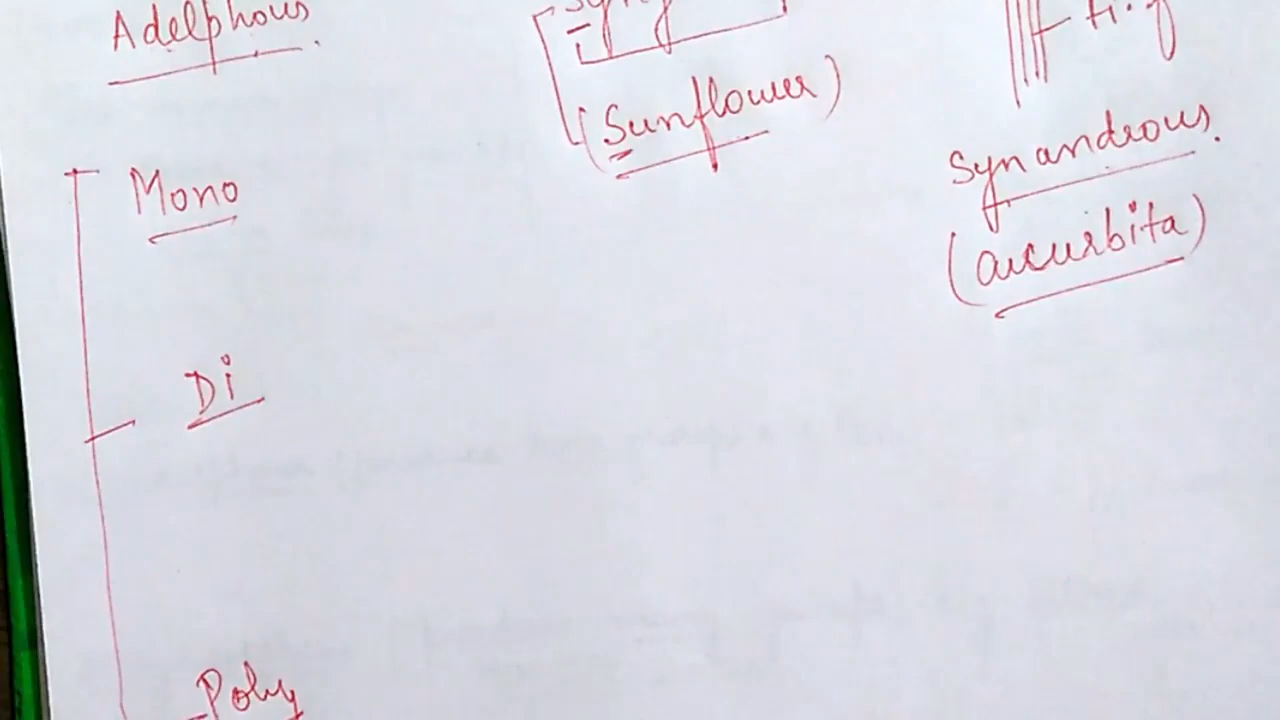 Adelphous
(Sunflower)
Synandrous.
(Cucurbita)
Mono
Di
Poly